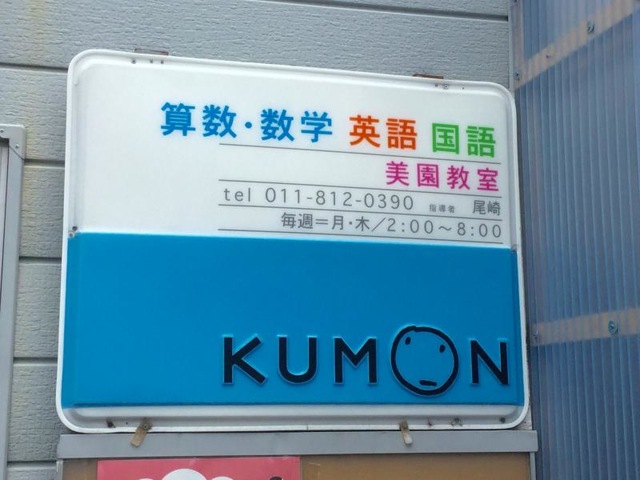 算数・数学 英語 国語
美園教室
tel 011-812-0390 指導者 尾崎
毎週＝月・木／2:00～8:00
KUMON